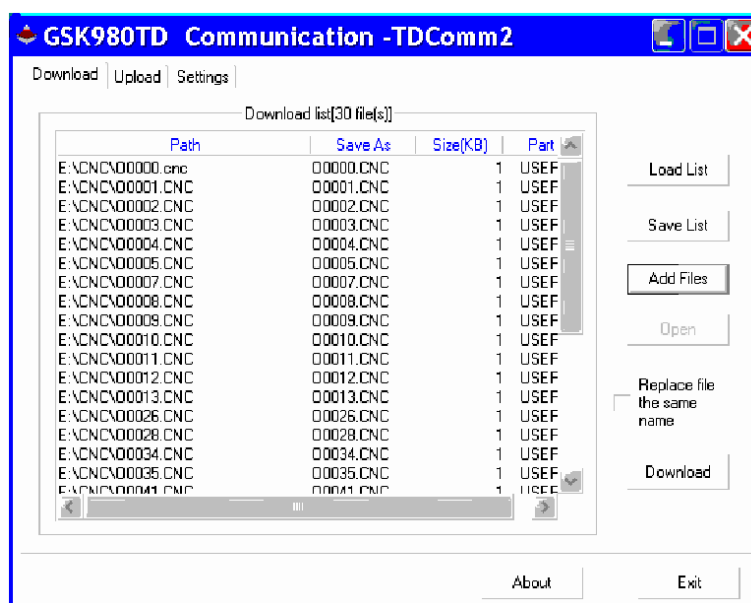 GSK980TD Communication -TDComm2
Download Upload Settings
Download list[30 file(s)]
Path Save As Size(KB) Part
E:\CNC\O0000.cnc O0000.CNC 1 USEF
E:\CNC\O0001.CNC O0001.CNC 1 USEF
E:\CNC\O0002.CNC O0002.CNC 1 USEF
E:\CNC\O0003.CNC O0003.CNC 1 USEF
E:\CNC\O0004.CNC O0004.CNC 1 USEF
E:\CNC\O0005.CNC O0005.CNC 1 USEF
E:\CNC\O0007.CNC O0007.CNC 1 USEF
E:\CNC\O0008.CNC O0008.CNC 1 USEF
E:\CNC\O0009.CNC O0009.CNC 1 USEF
E:\CNC\O0010.CNC O0010.CNC 1 USEF
E:\CNC\O0011.CNC O0011.CNC 1 USEF
E:\CNC\O0012.CNC O0012.CNC 1 USEF
E:\CNC\O0013.CNC O0013.CNC 1 USEF
E:\CNC\O0026.CNC O0026.CNC 1 USEF
E:\CNC\O0028.CNC O0028.CNC 1 USEF
E:\CNC\O0034.CNC O0034.CNC 1 USEF
E:\CNC\O0035.CNC O0035.CNC 1 USEF
E:\CNC\O0041.CNC O0041.CNC 1 USEF
Load List
Save List
Add Files
Open
Replace file
the same
name
Download
About Exit